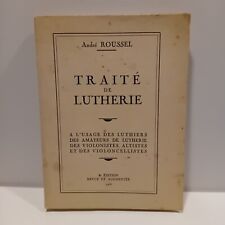 André ROUSSEL
TRAITÉ
DE
LUTHERIE
A L'USAGE DES LUTHIERS
DES AMATEURS DE LUTHERIE
DES VIOLONISTES, ALTISTES
ET DES VIOLONCELLISTES
ÉDITION
REVUE ET AUGMENTÉE